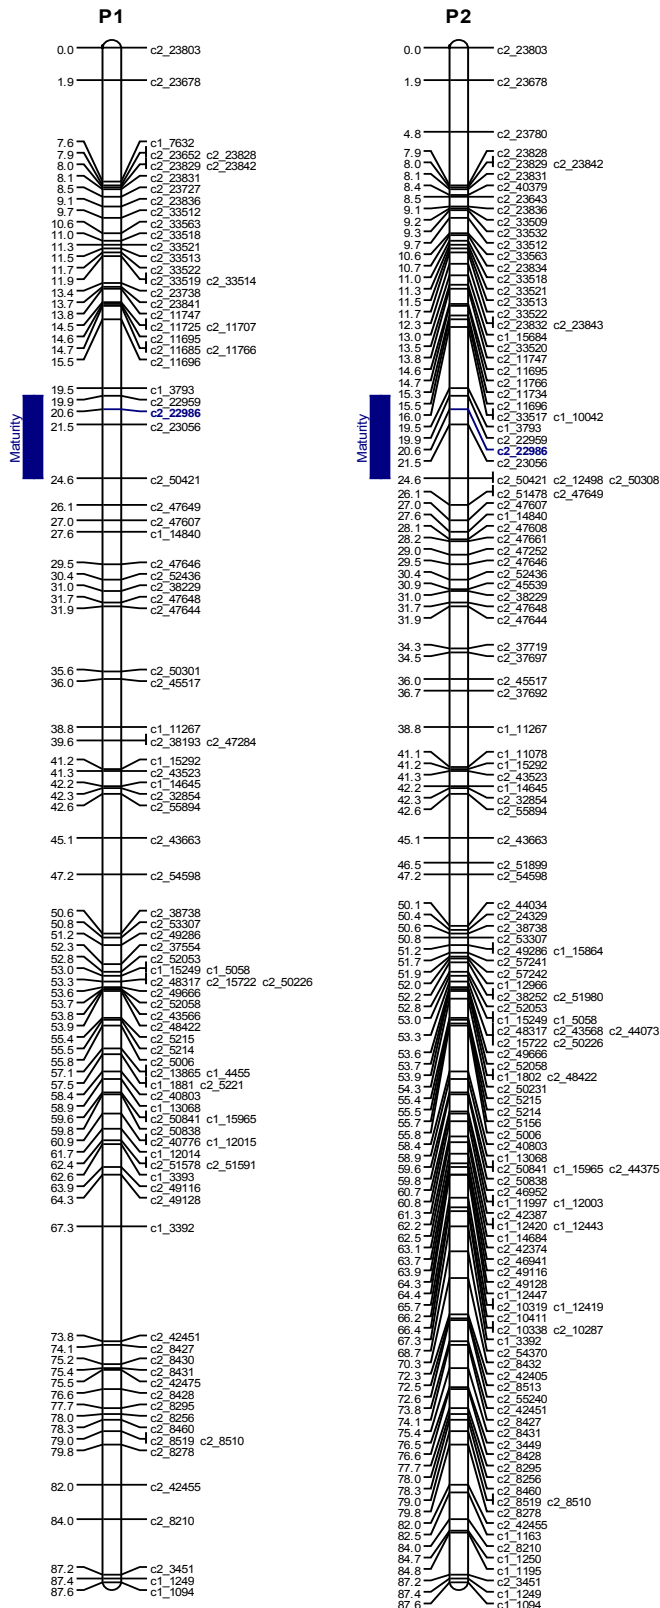 P1
0.0 c2_23803
1.9 c2_23678
7.6 c1_7632
7.9 c2_23652 c2_23828
8.0 c2_23829 c2_23842
8.1 c2_23831
8.5 c2_23727
9.1 c2_23836
9.7 c2_33512
10.6 c2_33563
11.0 c2_33518
11.3 c2_33521
11.5 c2_33513
11.7 c2_33522
11.9 c2_33519 c2_33514
13.4 c2_23738
13.7 c2_23841
13.8 c2_11747
14.5 c2_11725 c2_11707
14.6 c2_11695
14.7 c2_11685 c2_11766
15.5 c2_11696
19.5 c1_3793
19.9 c2_22959
20.6 c2_22986
21.5 c2_23056
Maturity
24.6 c2_50421
26.1 c2_47649
27.0 c2_47607
27.6 c1_14840
29.5 c2_47646
30.4 c2_52436
31.0 c2_38229
31.7 c2_47648
31.9 c2_47644
35.6 c2_50301
36.0 c2_45517
38.8 c1_11267
39.6 c2_38193 c2_47284
41.2 c1_15292
41.3 c2_43523
42.2 c1_14645
42.3 c2_32854
42.6 c2_55894
45.1 c2_43663
47.2 c2_54598
50.6 c2_38738
50.8 c2_53307
51.2 c2_49286
52.3 c2_37554
52.8 c2_52053
53.0 c1_15249 c1_5058
53.3 c2_48317 c2_15722 c2_50226
53.6 c2_49666
53.7 c2_52058
53.8 c2_43566
53.9 c2_48422
55.4 c2_5215
55.5 c2_5214
55.8 c2_5006
57.1 c2_13865 c1_4455
57.5 c1_1881 c2_5221
58.4 c2_40803
58.9 c1_13068
59.6 c2_50841 c1_15965
59.8 c2_50838
60.9 c2_40776 c1_12015
61.7 c1_12014
62.4 c2_51578 c2_51591
62.6 c1_3393
63.9 c2_49116
64.3 c2_49128
67.3 c1_3392
73.8 c2_42451
74.1 c2_8427
75.2 c2_8430
75.4 c2_8431
75.5 c2_42475
76.6 c2_8428
77.7 c2_8295
78.0 c2_8256
78.3 c2_8460
79.0 c2_8519 c2_8510
79.8 c2_8278
82.0 c2_42455
84.0 c2_8210
87.2 c2_3451
87.4 c1_1249
87.6 c1_1094
P2
0.0 c2_23803
1.9 c2_23678
4.8 c2_23780
7.9 c2_23828
8.0 c2_23829 c2_23842
8.1 c2_23831
8.4 c2_40379
8.5 c2_23643
9.1 c2_23836
9.2 c2_33509
9.3 c2_33532
9.7 c2_33512
10.6 c2_33563
10.7 c2_23834
11.0 c2_33518
11.3 c2_33521
11.5 c2_33513
11.7 c2_33522
12.3 c2_23832 c2_23843
13.0 c1_15684
13.5 c2_33520
13.8 c2_11747
14.6 c2_11695
14.7 c2_11766
15.3 c2_11734
15.5 c2_11696
16.0 c2_33517 c1_10042
19.5 c1_3793
19.9 c2_22959
20.6 c2_22986
21.5 c2_23056
Maturity
24.6 c2_50421 c2_12498 c2_50308
26.1 c2_51478 c2_47649
27.0 c2_47607
27.6 c1_14840
28.1 c2_47608
28.2 c2_47661
29.0 c2_47252
29.5 c2_47646
30.4 c2_52436
30.9 c2_45539
31.0 c2_38229
31.7 c2_47648
31.9 c2_47644
34.3 c2_37719
34.5 c2_37697
36.0 c2_45517
36.7 c2_37692
38.8 c1_11267
41.1 c1_11078
41.2 c1_15292
41.3 c2_43523
42.2 c1_14645
42.3 c2_32854
42.6 c2_55894
45.1 c2_43663
46.5 c2_51899
47.2 c2_54598
50.1 c2_44034
50.4 c2_24329
50.6 c2_38738
50.8 c2_53307
51.2 c2_49286 c1_15864
51.7 c2_57241
51.9 c2_57242
52.0 c1_12966
52.2 c2_38252 c2_51980
52.8 c2_52053
53.0 c1_15249 c1_5058
53.3 c2_48317 c2_43568 c2_44073
c2_15722 c2_50226
53.6 c2_49666
53.7 c2_52058
53.9 c1_1802 c2_48422
54.3 c2_50231
55.4 c2_5215
55.5 c2_5214
55.7 c2_5156
55.8 c2_5006
58.4 c2_40803
58.9 c1_13068
59.6 c2_50841 c1_15965 c2_44375
59.8 c2_50838
60.7 c2_46952
60.8 c1_11997 c1_12003
61.3 c2_42387
62.2 c1_12420 c1_12443
62.5 c1_14684
63.1 c2_42374
63.7 c2_46941
63.9 c2_49116
64.3 c2_49128
64.4 c1_12447
65.7 c2_10319 c1_12419
66.2 c2_10411
66.4 c2_10338 c2_10287
67.3 c1_3392
68.7 c2_54370
70.3 c2_8432
72.3 c2_42405
72.5 c2_8513
72.6 c2_55240
73.8 c2_42451
74.1 c2_8427
75.4 c2_8431
76.5 c2_3449
76.6 c2_8428
77.7 c2_8295
78.0 c2_8256
78.3 c2_8460
79.0 c2_8519 c2_8510
79.8 c2_8278
82.0 c2_42455
82.5 c1_1163
84.0 c2_8210
84.7 c1_1250
84.8 c1_1195
87.2 c2_3451
87.4 c1_1249
87.6 c1_1094